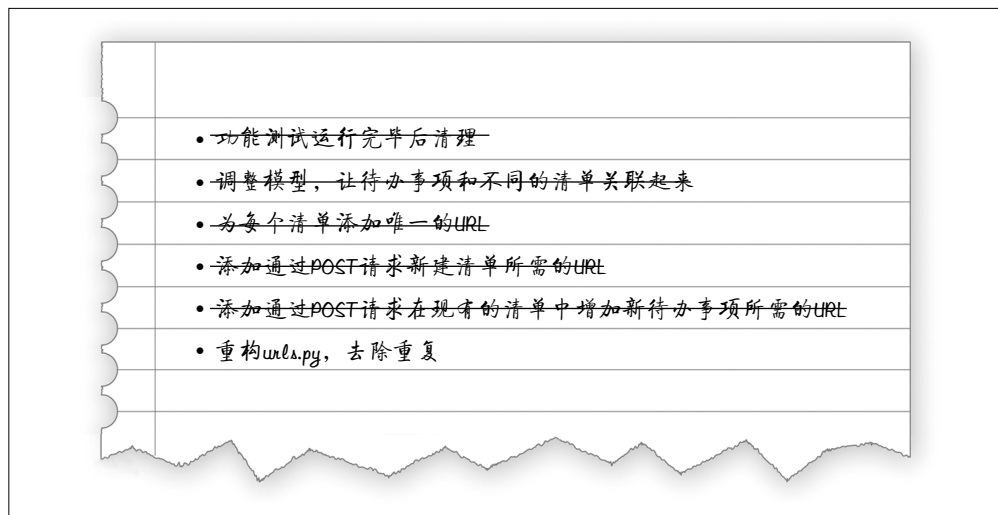 • 功能测试运行完毕后清理
• 调整模型，让待办事项和不同的清单关联起来
• 为每个清单添加唯一的URL
• 添加通过POST请求新建清单所需的URL
• 添加通过POST请求在现有的清单中增加新待办事项所需的URL
• 重构urls.py，去除重复